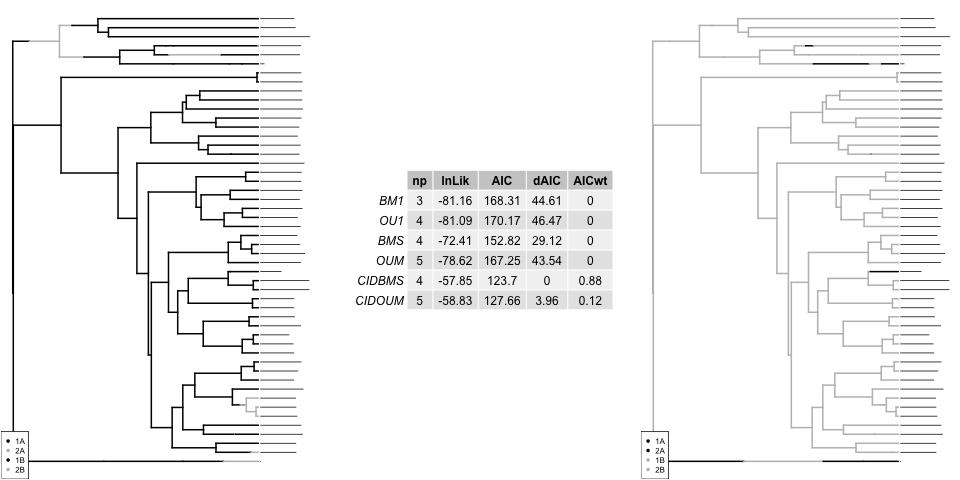 np lnLik AIC dAIC AICwt
BM1 3 -81.16 168.31 44.61 0
OU1 4 -81.09 170.17 46.47 0
BMS 4 -72.41 152.82 29.12 0
OUM 5 -78.62 167.25 43.54 0
CIDBMS 4 -57.85 123.7 0 0.88
CIDOUM 5 -58.83 127.66 3.96 0.12
1A
2A
1B
2B
1A
2A
1B
2B